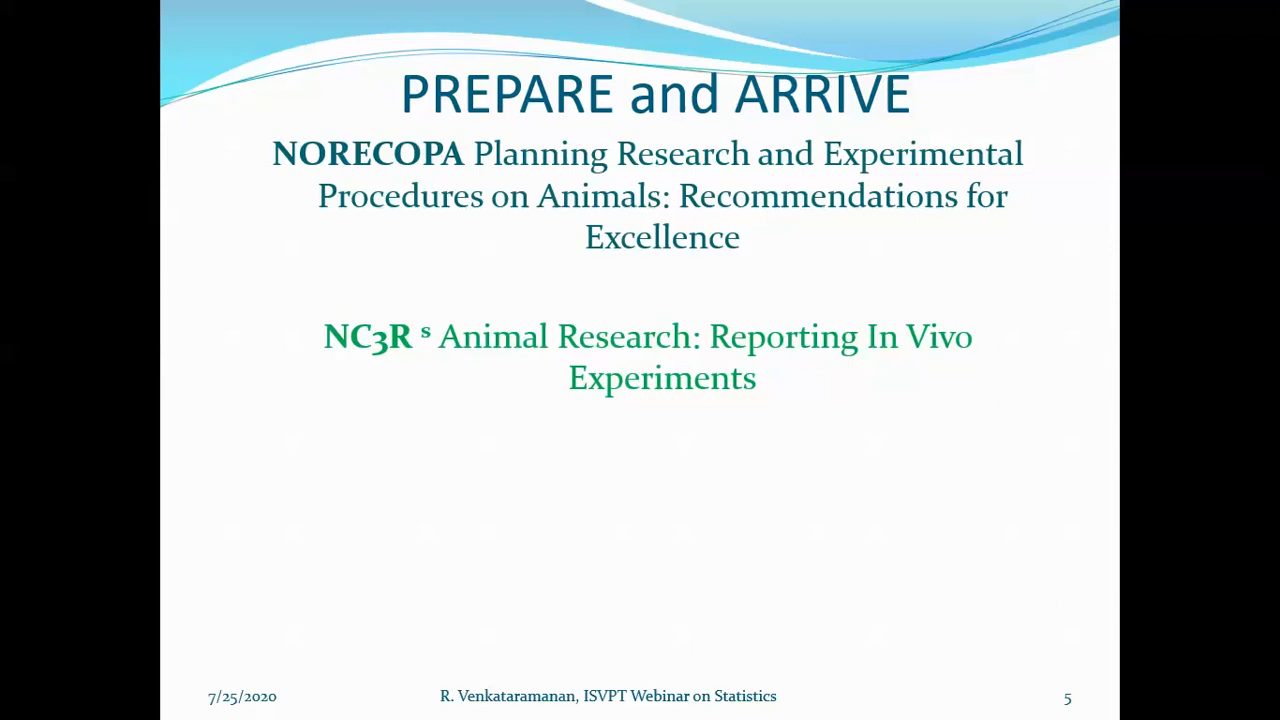 PREPARE and ARRIVE
NORECOPA Planning Research and Experimental
Procedures on Animals: Recommendations for
Excellence
NC3R s Animal Research: Reporting In Vivo
Experiments
7/25/2020
R. Venkataramanan, ISVPT Webinar on Statistics
5